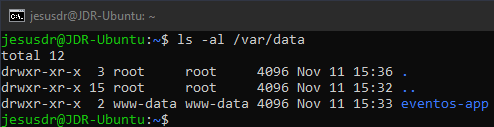 jesusdr@JDR-Ubuntu: ~
jesusdr@JDR-Ubuntu:~$ ls -al /var/data
total 12
drwxr-xr-x  3 root     root     4096 Nov 11 15:36 .
drwxr-xr-x 15 root     root     4096 Nov 11 15:32 ..
drwxr-xr-x  2 www-data www-data 4096 Nov 11 15:33 eventos-app
jesusdr@JDR-Ubuntu:~$